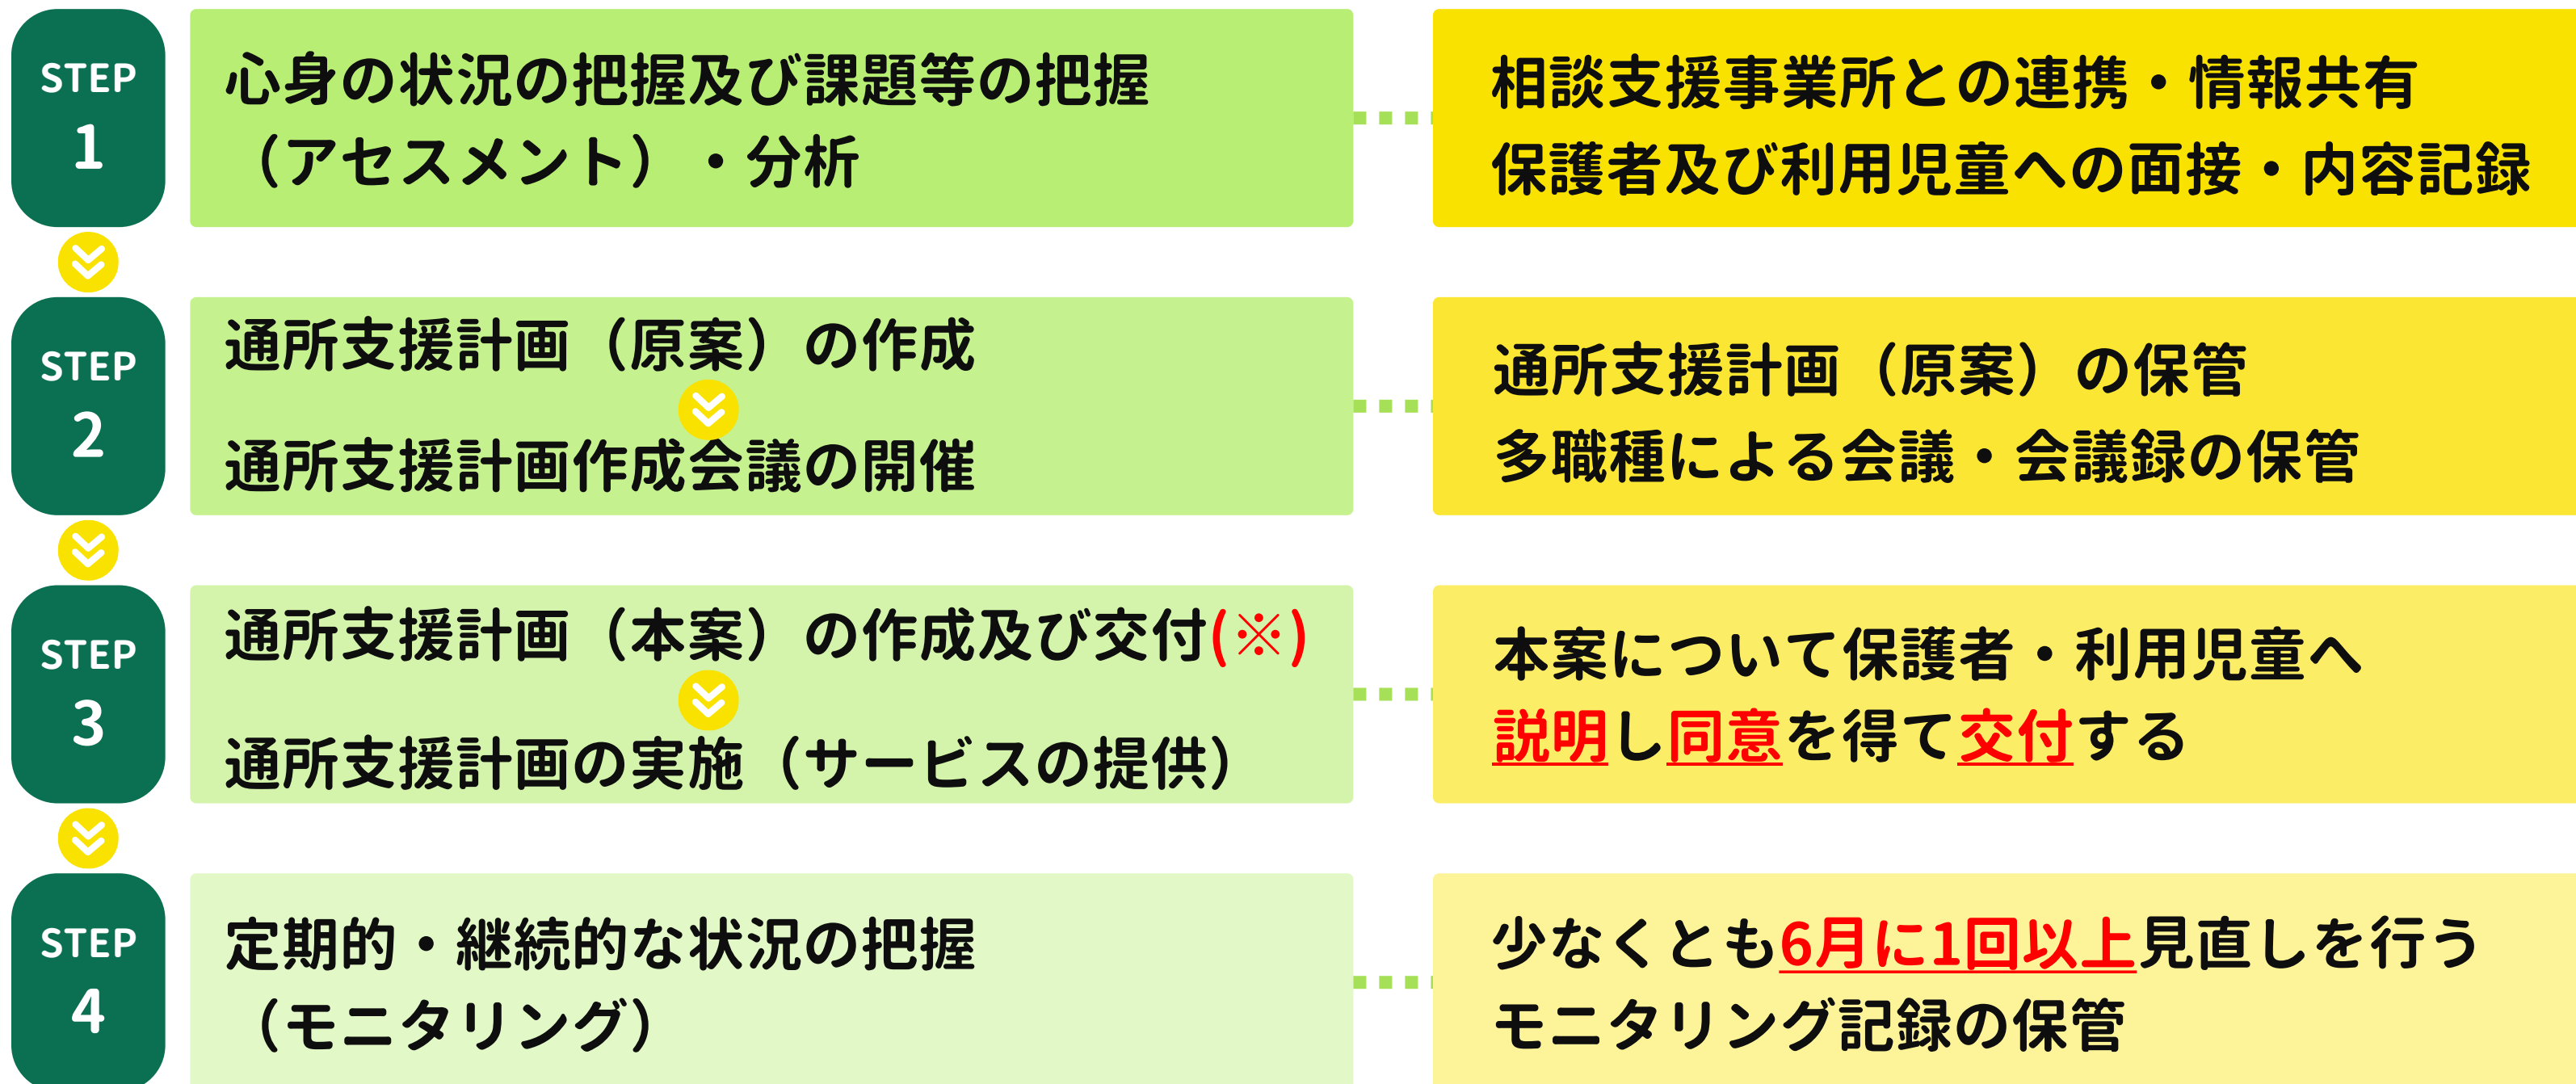 STEP
1
心身の状況の把握及び課題等の把握
（アセスメント）・分析
相談支援事業所との連携・情報共有
保護者及び利用児童への面接・内容記録
STEP
2
通所支援計画（原案）の作成
通所支援計画作成会議の開催
通所支援計画（原案）の保管
多職種による会議・会議録の保管
STEP
3
通所支援計画（本案）の作成及び交付(※)
通所支援計画の実施（サービスの提供）
本案について保護者・利用児童へ
説明し同意を得て交付する
STEP
4
定期的・継続的な状況の把握
（モニタリング）
少なくとも6月に1回以上見直しを行う
モニタリング記録の保管